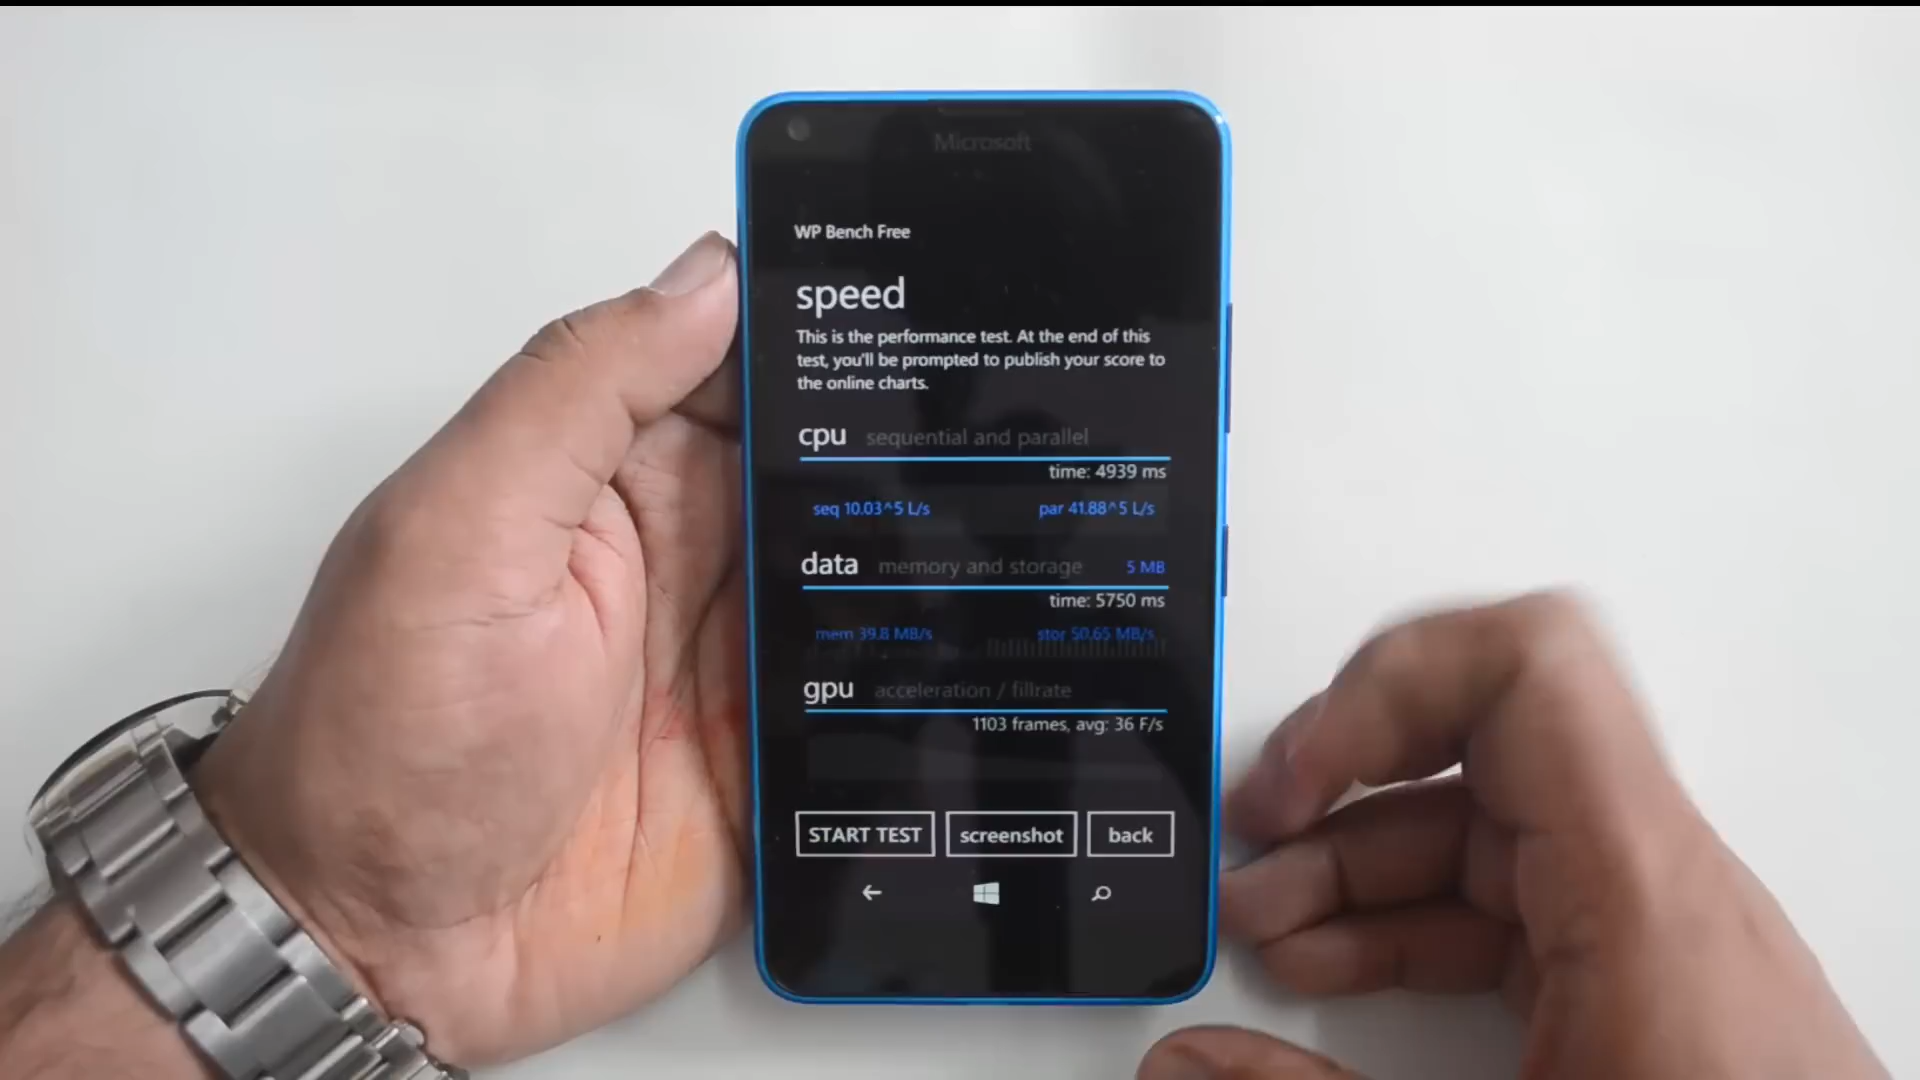 Microsoft
WP Bench Free
speed
This is the performance test. At the end of this
test, you'll be prompted to publish your score to
the online charts.
cpu sequential and parallel
time: 4939 ms
seq 10.03^5 L/s par 41.88^5 L/s
data memory and storage 5 MB
time: 5750 ms
mem 39.8 MB/s stor 50.65 MB/s
gpu acceleration / fillrate
1103 frames, avg: 36 F/s
START TEST screenshot back